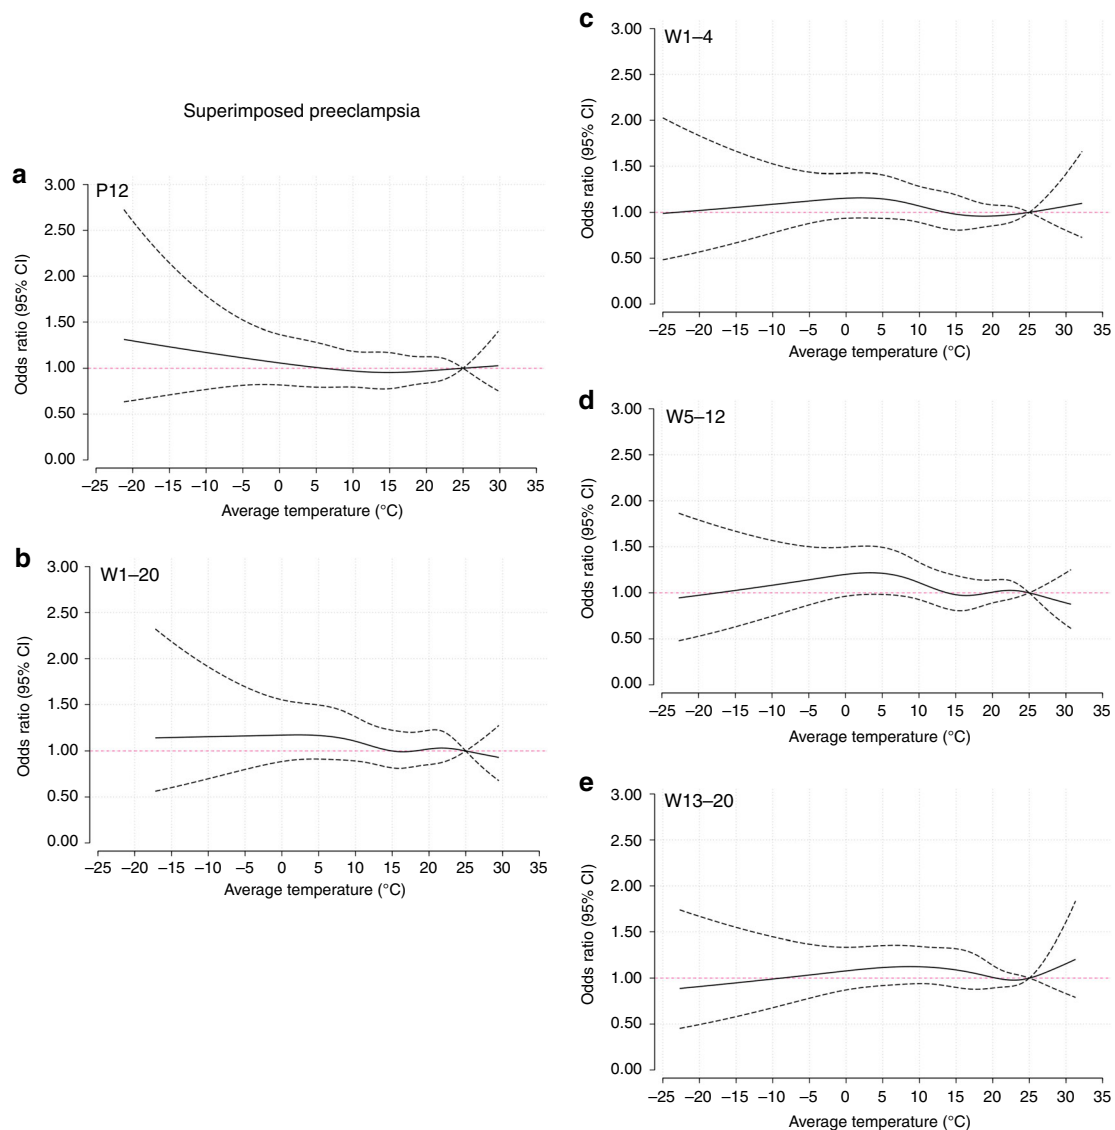 Superimposed preeclampsia
a
P12
3.00
2.50
2.00
1.50
1.00
0.50
0.00
Odds ratio (95% CI)
–25 –20 –15 –10 –5 0 5 10 15 20 25 30 35
Average temperature (°C)
b
W1–20
3.00
2.50
2.00
1.50
1.00
0.50
0.00
Odds ratio (95% CI)
–25 –20 –15 –10 –5 0 5 10 15 20 25 30 35
Average temperature (°C)
c
W1–4
3.00
2.50
2.00
1.50
1.00
0.50
0.00
Odds ratio (95% CI)
–25 –20 –15 –10 –5 0 5 10 15 20 25 30 35
Average temperature (°C)
d
W5–12
3.00
2.50
2.00
1.50
1.00
0.50
0.00
Odds ratio (95% CI)
–25 –20 –15 –10 –5 0 5 10 15 20 25 30 35
Average temperature (°C)
e
W13–20
3.00
2.50
2.00
1.50
1.00
0.50
0.00
Odds ratio (95% CI)
–25 –20 –15 –10 –5 0 5 10 15 20 25 30 35
Average temperature (°C)